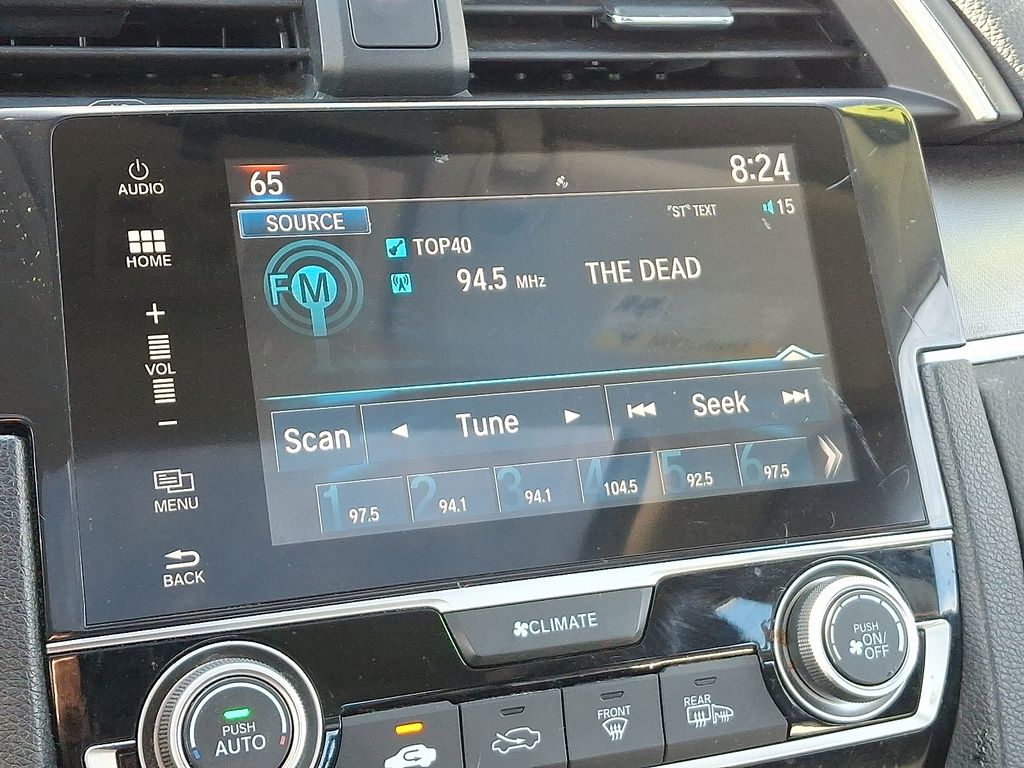 AUDIO
HOME
+
VOL
−
MENU
BACK
65
8:24
SOURCE
"ST" TEXT
15
FM
TOP40
94.5 MHz
THE DEAD
Scan
Tune
Seek
1 97.5
2 94.1
3 94.1
4 104.5
5 92.5
6 97.5
CLIMATE
PUSH
AUTO
FRONT
REAR
PUSH
ON/
OFF